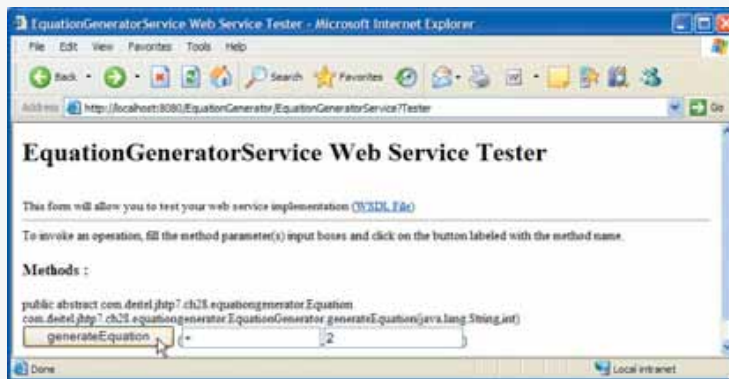 EquationGeneratorService Web Service Tester - Microsoft Internet Explorer
File Edit View Favorites Tools Help
Back Search Favorites
Address http://localhost:8080/EquationGenerator/EquationGeneratorService?Tester Go
EquationGeneratorService Web Service Tester
This form will allow you to test your web service implementation (WSDL File)
To invoke an operation, fill the method parameter(s) input boxes and click on the button labeled with the method name.
Methods :
public abstract com.deitel.jhtp7.ch28.equationgenerator.Equation
com.deitel.jhtp7.ch28.equationgenerator.EquationGenerator.generateEquation(java.lang.String,int)
generateEquation ( , 2 )
Done Local intranet